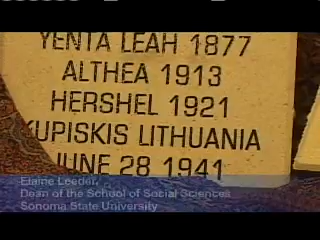 YENTA LEAH 1877
ALTHEA 1913
HERSHEL 1921
KUPISKIS LITHUANIA
JUNE 28 1941
Elaine Leeder,
Dean of the School of Social Sciences
Sonoma State University